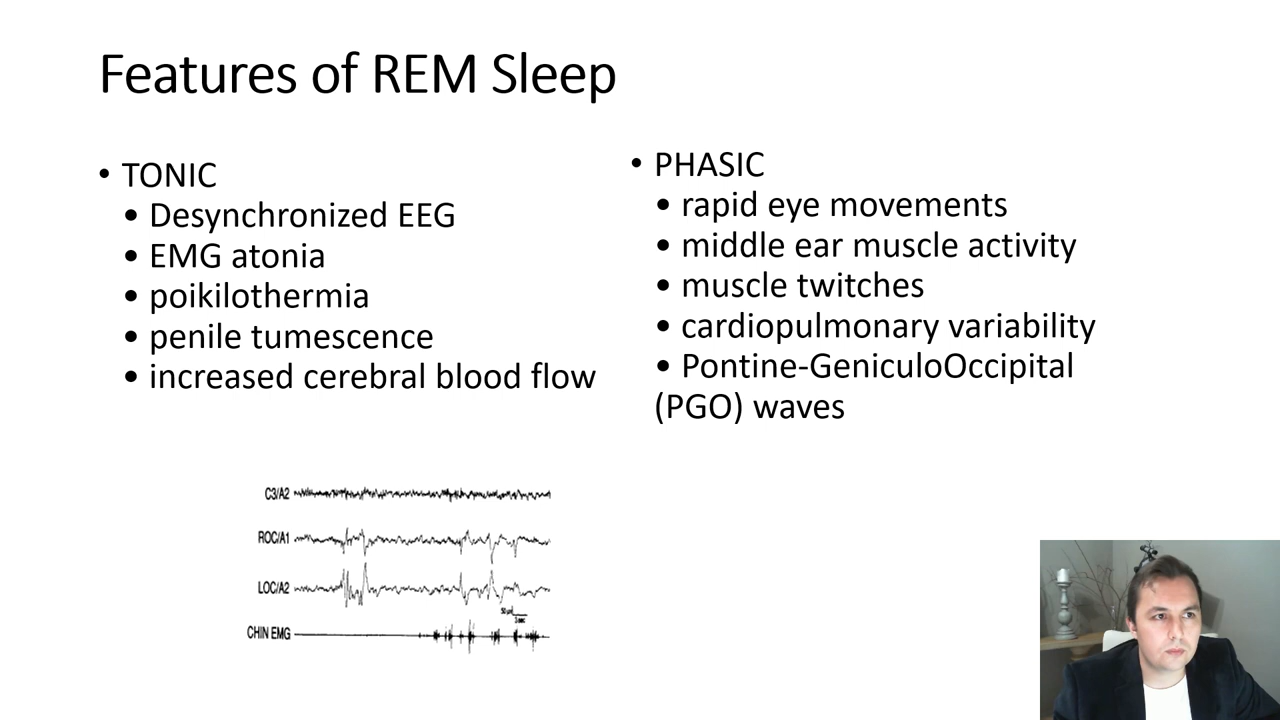 Features of REM Sleep
• TONIC
• Desynchronized EEG
• EMG atonia
• poikilothermia
• penile tumescence
• increased cerebral blood flow
• PHASIC
• rapid eye movements
• middle ear muscle activity
• muscle twitches
• cardiopulmonary variability
• Pontine-GeniculoOccipital
(PGO) waves
C3/A2
ROC/A1
LOC/A2
CHIN EMG